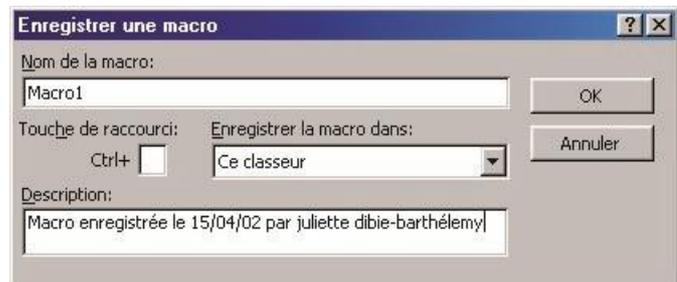 Enregistrer une macro
Nom de la macro:
Macro1
OK
Touche de raccourci:
Enregistrer la macro dans:
Ctrl+
Ce classeur
Annuler
Description:
Macro enregistrée le 15/04/02 par juliette dibie-barthélemy